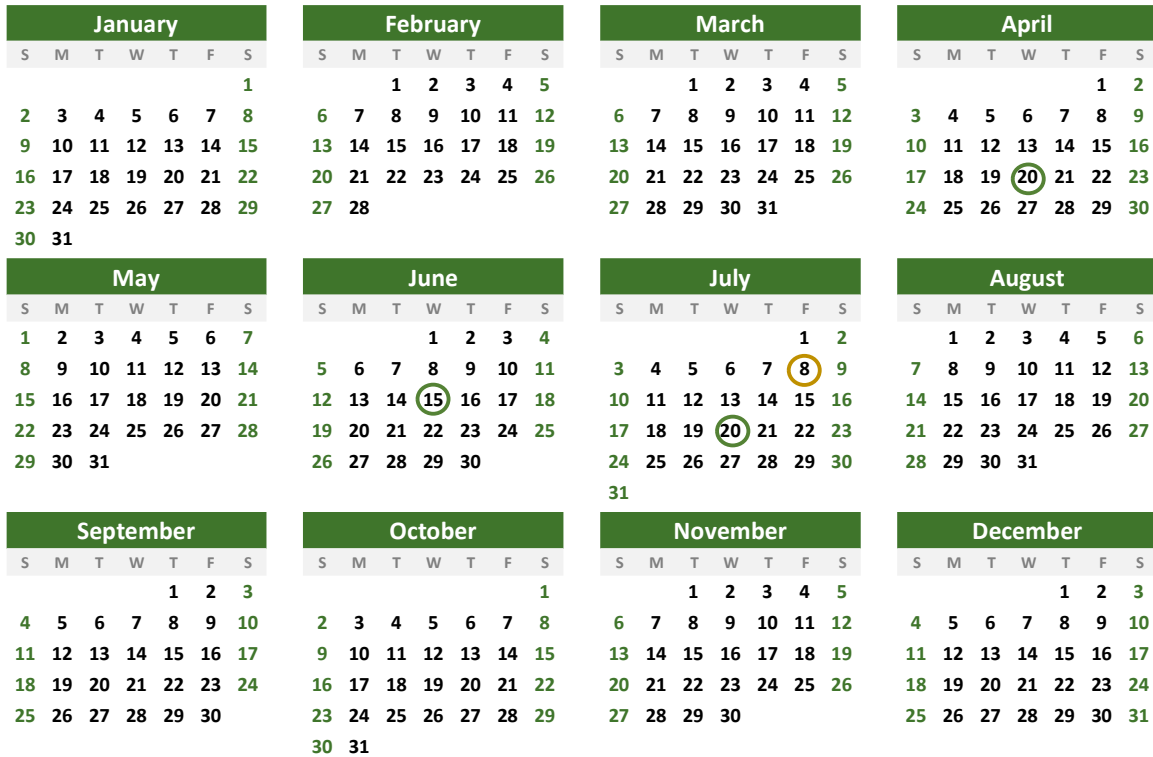 January February March April
S M T W T F S S M T W T F S S M T W T F S S M T W T F S
1 1 2 3 4 5 1 2 3 4 5 1 2
2 3 4 5 6 7 8 6 7 8 9 10 11 12 6 7 8 9 10 11 12 3 4 5 6 7 8 9
9 10 11 12 13 14 15 13 14 15 16 17 18 19 13 14 15 16 17 18 19 10 11 12 13 14 15 16
16 17 18 19 20 21 22 20 21 22 23 24 25 26 20 21 22 23 24 25 26 17 18 19 20 21 22 23
23 24 25 26 27 28 29 27 28 27 28 29 30 31 24 25 26 27 28 29 30
30 31
May June July August
S M T W T F S S M T W T F S S M T W T F S S M T W T F S
1 2 3 4 5 6 7 1 2 3 4 1 2 1 2 3 4 5 6
8 9 10 11 12 13 14 5 6 7 8 9 10 11 3 4 5 6 7 8 9 7 8 9 10 11 12 13
15 16 17 18 19 20 21 12 13 14 15 16 17 18 10 11 12 13 14 15 16 14 15 16 17 18 19 20
22 23 24 25 26 27 28 19 20 21 22 23 24 25 17 18 19 20 21 22 23 21 22 23 24 25 26 27
29 30 31 26 27 28 29 30 24 25 26 27 28 29 30 28 29 30 31
31
September October November December
S M T W T F S S M T W T F S S M T W T F S S M T W T F S
1 2 3 1 1 2 3 4 5 1 2 3
4 5 6 7 8 9 10 2 3 4 5 6 7 8 6 7 8 9 10 11 12 4 5 6 7 8 9 10
11 12 13 14 15 16 17 9 10 11 12 13 14 15 13 14 15 16 17 18 19 11 12 13 14 15 16 17
18 19 20 21 22 23 24 16 17 18 19 20 21 22 20 21 22 23 24 25 26 18 19 20 21 22 23 24
25 26 27 28 29 30 23 24 25 26 27 28 29 27 28 29 30 25 26 27 28 29 30 31
30 31